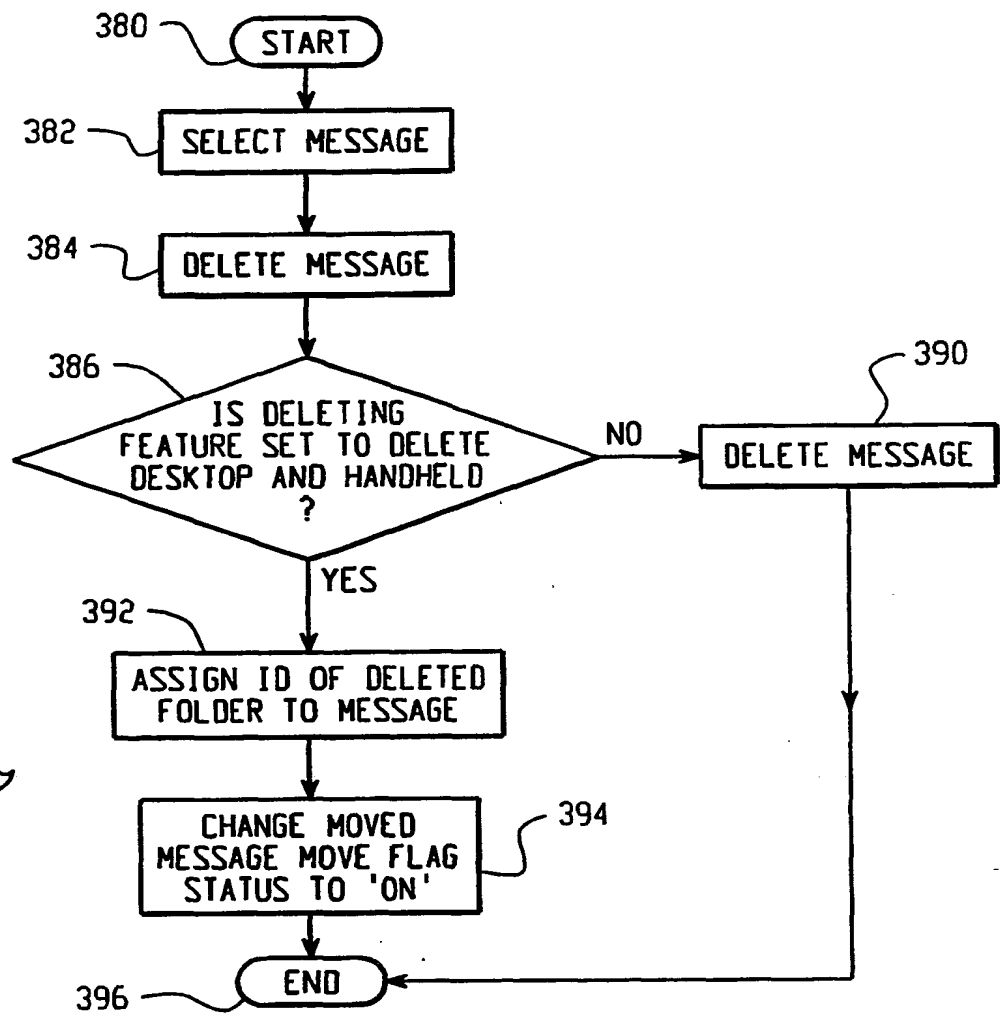 380
START
382
SELECT MESSAGE
384
DELETE MESSAGE
386
IS DELETING
FEATURE SET TO DELETE
DESKTOP AND HANDHELD
?
NO
390
DELETE MESSAGE
YES
392
ASSIGN ID OF DELETED
FOLDER TO MESSAGE
CHANGE MOVED
MESSAGE MOVE FLAG
STATUS TO 'ON'
394
END
396